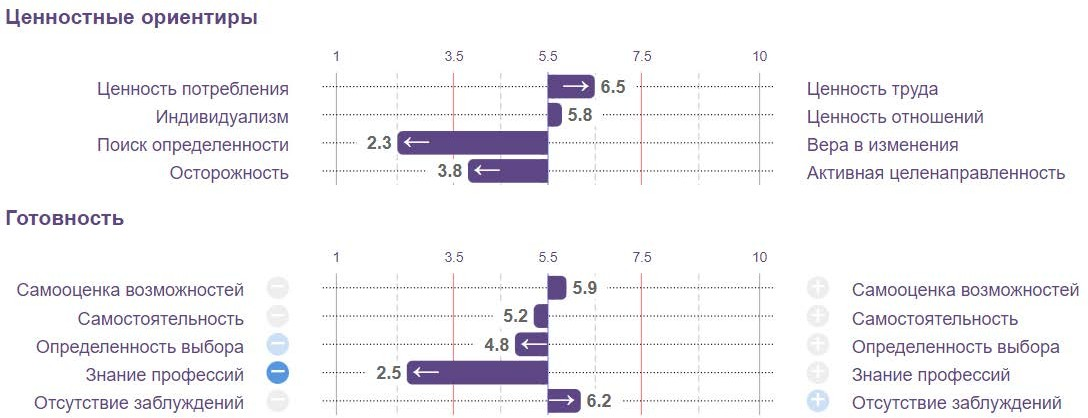 Ценностные ориентиры
1 3.5 5.5 7.5 10
Ценность потребления 6.5 Ценность труда
Индивидуализм 5.8 Ценность отношений
Поиск определенности 2.3 Вера в изменения
Осторожность 3.8 Активная целенаправленность
Готовность
1 3.5 5.5 7.5 10
Самооценка возможностей 5.9 Самооценка возможностей
Самостоятельность 5.2 Самостоятельность
Определенность выбора 4.8 Определенность выбора
Знание профессий 2.5 Знание профессий
Отсутствие заблуждений 6.2 Отсутствие заблуждений